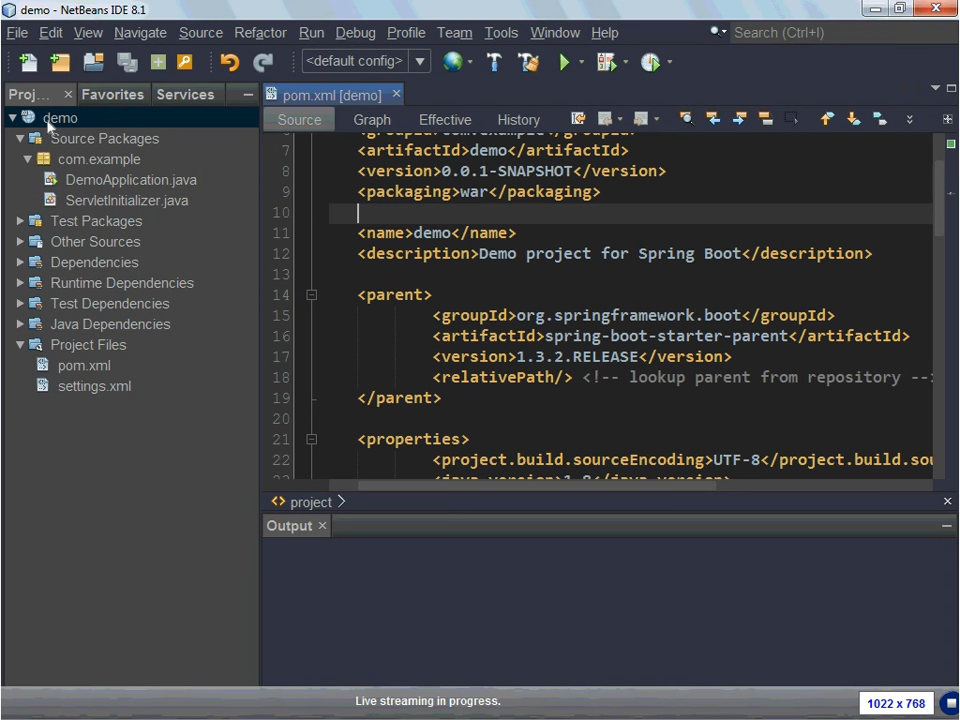 demo - NetBeans IDE 8.1
File Edit View Navigate Source Refactor Run Debug Profile Team Tools Window Help Search (Ctrl+I)
<default config>
Proj... Favorites Services
demo
Source Packages
com.example
DemoApplication.java
ServletInitializer.java
Test Packages
Other Sources
Dependencies
Runtime Dependencies
Test Dependencies
Java Dependencies
Project Files
pom.xml
settings.xml
pom.xml [demo]
Source Graph Effective History
7 <artifactId>demo</artifactId>
8 <version>0.0.1-SNAPSHOT</version>
9 <packaging>war</packaging>
10
11 <name>demo</name>
12 <description>Demo project for Spring Boot</description>
13
14 <parent>
15 <groupId>org.springframework.boot</groupId>
16 <artifactId>spring-boot-starter-parent</artifactId>
17 <version>1.3.2.RELEASE</version>
18 <relativePath/> <!-- lookup parent from repository --
19 </parent>
20
21 <properties>
22 <project.build.sourceEncoding>UTF-8</project.build.sou
project
Output
Live streaming in progress.
1022 x 768